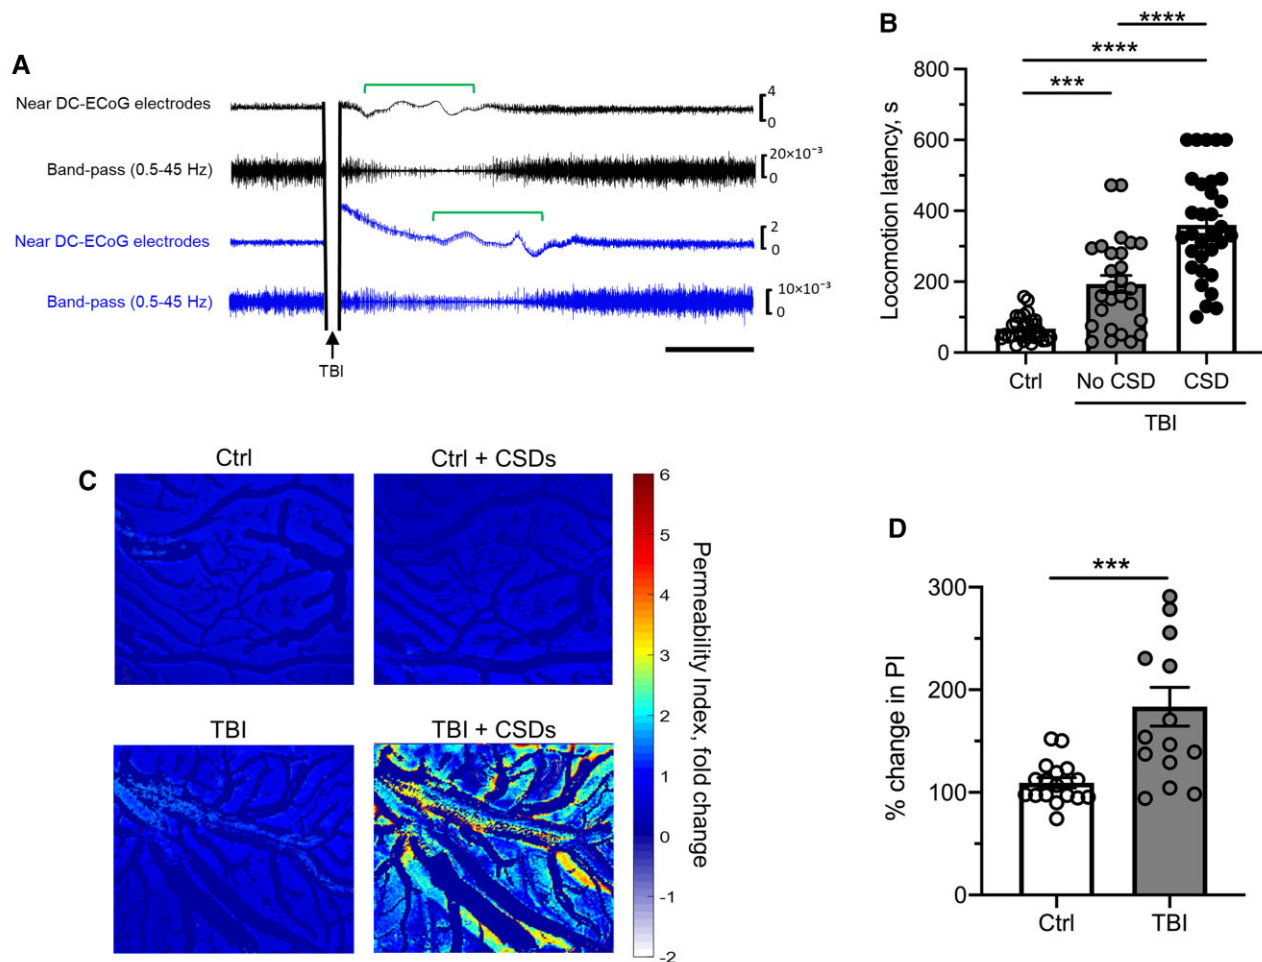 A
Near DC-ECoG electrodes
4
0
Band-pass (0.5-45 Hz)
20×10⁻³
0
Near DC-ECoG electrodes
2
0
Band-pass (0.5-45 Hz)
10×10⁻³
0
TBI
B
****
****
***
Locomotion latency, s
800
600
400
200
0
Ctrl
No CSD
CSD
TBI
C
Ctrl
Ctrl + CSDs
TBI
TBI + CSDs
6
5
4
3
2
1
0
-1
-2
Permeability Index, fold change
D
***
% change in PI
300
200
100
0
Ctrl
TBI